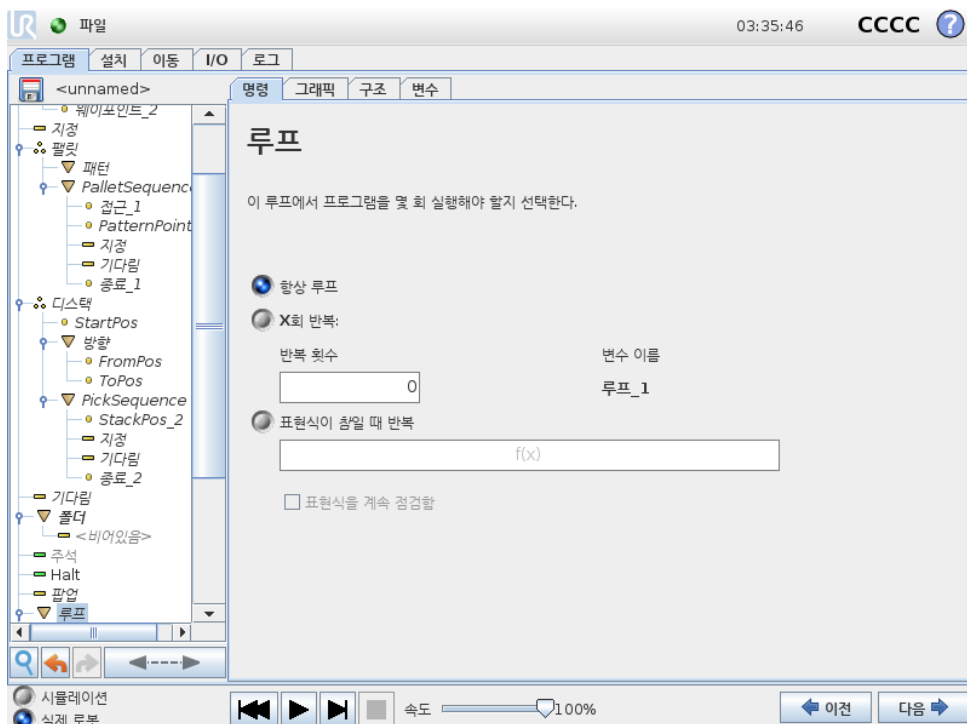 UR 파일 03:35:46 CCCC ?
프로그램 설치 이동 I/O 로그
<unnamed>
명령 그래픽 구조 변수
웨이포인트_2
지정
팔릿
패턴
PalletSequenc
접근_1
PatternPoint
지정
기다림
종료_1
디스택
StartPos
방향
FromPos
ToPos
PickSequence
StackPos_2
지정
기다림
종료_2
기다림
폴더
<비어있음>
주석
Halt
팝업
루프
루프
이 루프에서 프로그램을 몇 회 실행해야 할지 선택한다.
항상 루프
X회 반복:
반복 횟수 변수 이름
0 루프_1
표현식이 참일 때 반복
f(x)
표현식을 계속 점검함
시뮬레이션
실제 로봇
속도 100%
이전 다음